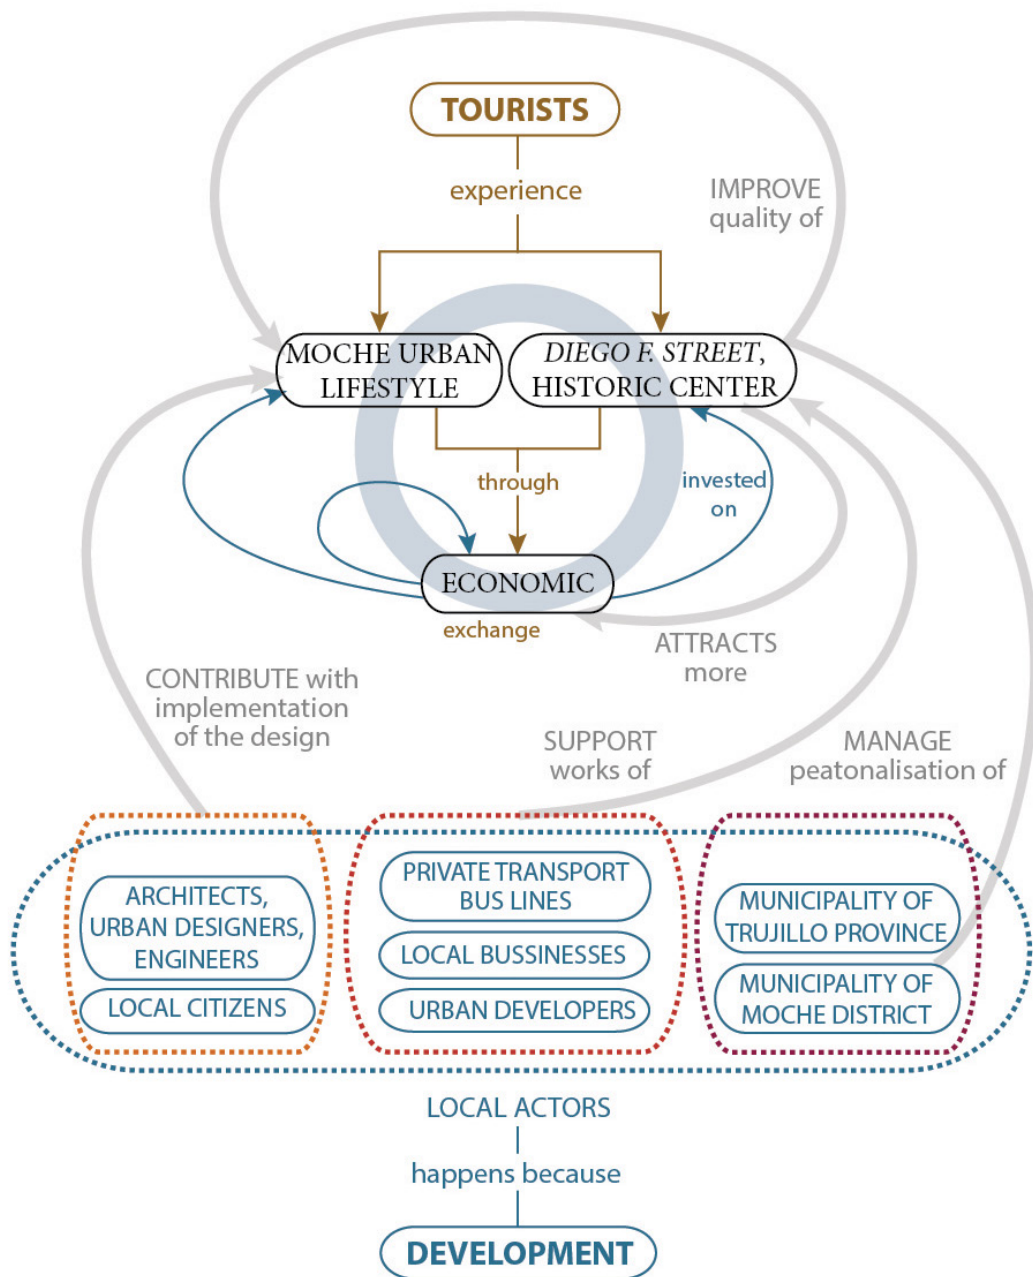 TOURISTS
experience
IMPROVE
quality of
MOCHE URBAN
LIFESTYLE
DIEGO F. STREET,
HISTORIC CENTER
through
invested
on
ECONOMIC
exchange
ATTRACTS
more
CONTRIBUTE with
implementation
of the design
SUPPORT
works of
MANAGE
peatonalisation of
ARCHITECTS,
URBAN DESIGNERS,
ENGINEERS
LOCAL CITIZENS
PRIVATE TRANSPORT
BUS LINES
LOCAL BUSSINESSES
URBAN DEVELOPERS
MUNICIPALITY OF
TRUJILLO PROVINCE
MUNICIPALITY OF
MOCHE DISTRICT
LOCAL ACTORS
happens because
DEVELOPMENT